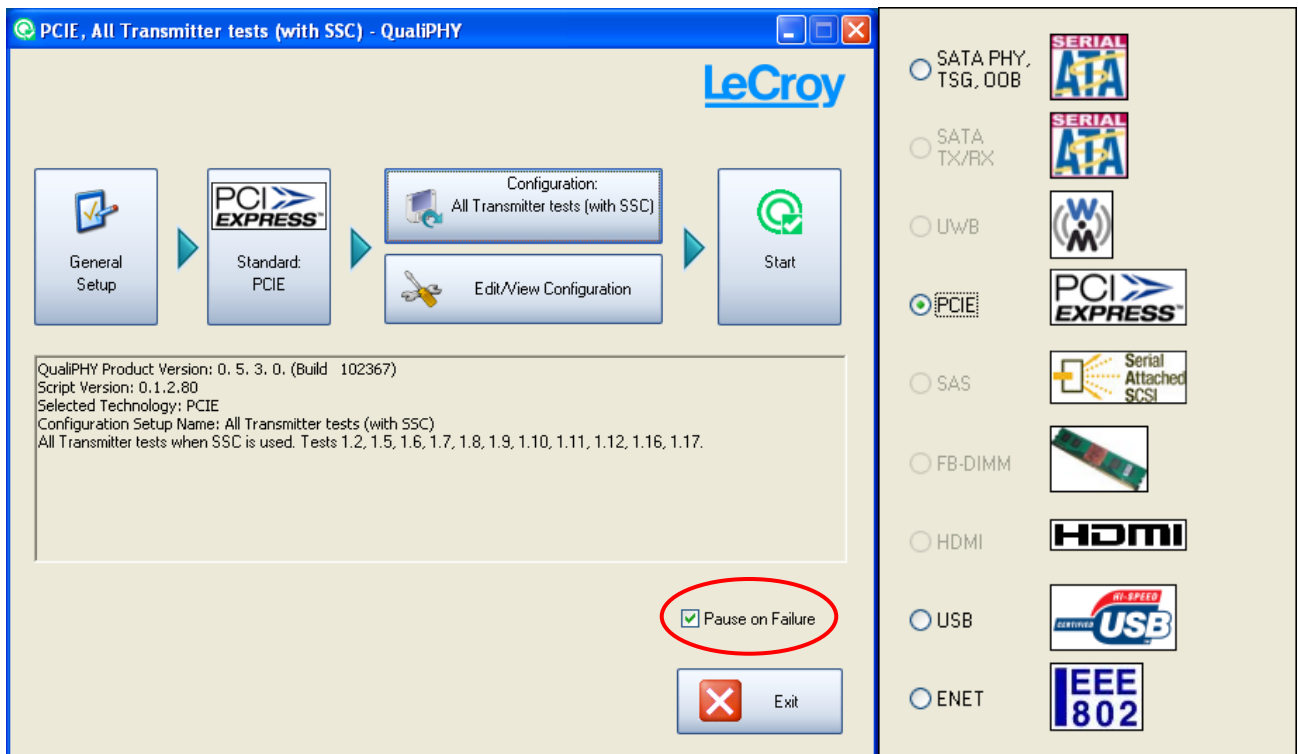 PCIE, All Transmitter tests (with SSC) - QualiPHY
LeCroy
General
Setup
PCI
EXPRESS™
Standard:
PCIE
Configuration:
All Transmitter tests (with SSC)
Edit/View Configuration
Start
QualiPHY Product Version: 0. 5. 3. 0. (Build 102367)
Script Version: 0.1.2.80
Selected Technology: PCIE
Configuration Setup Name: All Transmitter tests (with SSC)
All Transmitter tests when SSC is used. Tests 1.2, 1.5, 1.6, 1.7, 1.8, 1.9, 1.10, 1.11, 1.12, 1.16, 1.17.
Pause on Failure
Exit
SATA PHY,
TSG, OOB
SERIAL
ATA
SATA
TX/RX
SERIAL
ATA
UWB
WM
PCIE
PCI
EXPRESS™
SAS
Serial
Attached
SCSI
FB-DIMM
HDMI
HDMI
USB
HI-SPEED
CERTIFIED
USB
ENET
IEEE
802